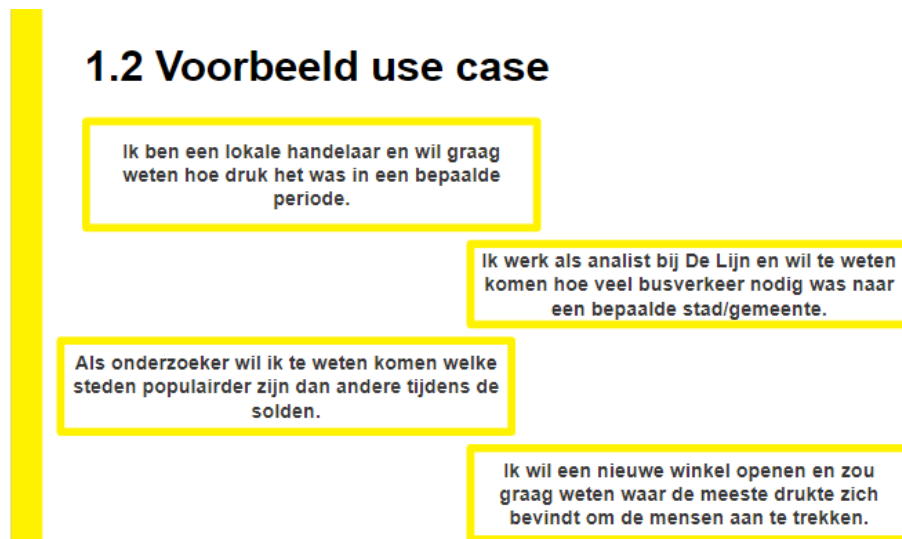 1.2 Voorbeeld use case
Ik ben een lokale handelaar en wil graag
weten hoe druk het was in een bepaalde
periode.
Ik werk als analist bij De Lijn en wil te weten
komen hoe veel busverkeer nodig was naar
een bepaalde stad/gemeente.
Als onderzoeker wil ik te weten komen welke
steden populairder zijn dan andere tijdens de
solden.
Ik wil een nieuwe winkel openen en zou
graag weten waar de meeste drukte zich
bevindt om de mensen aan te trekken.